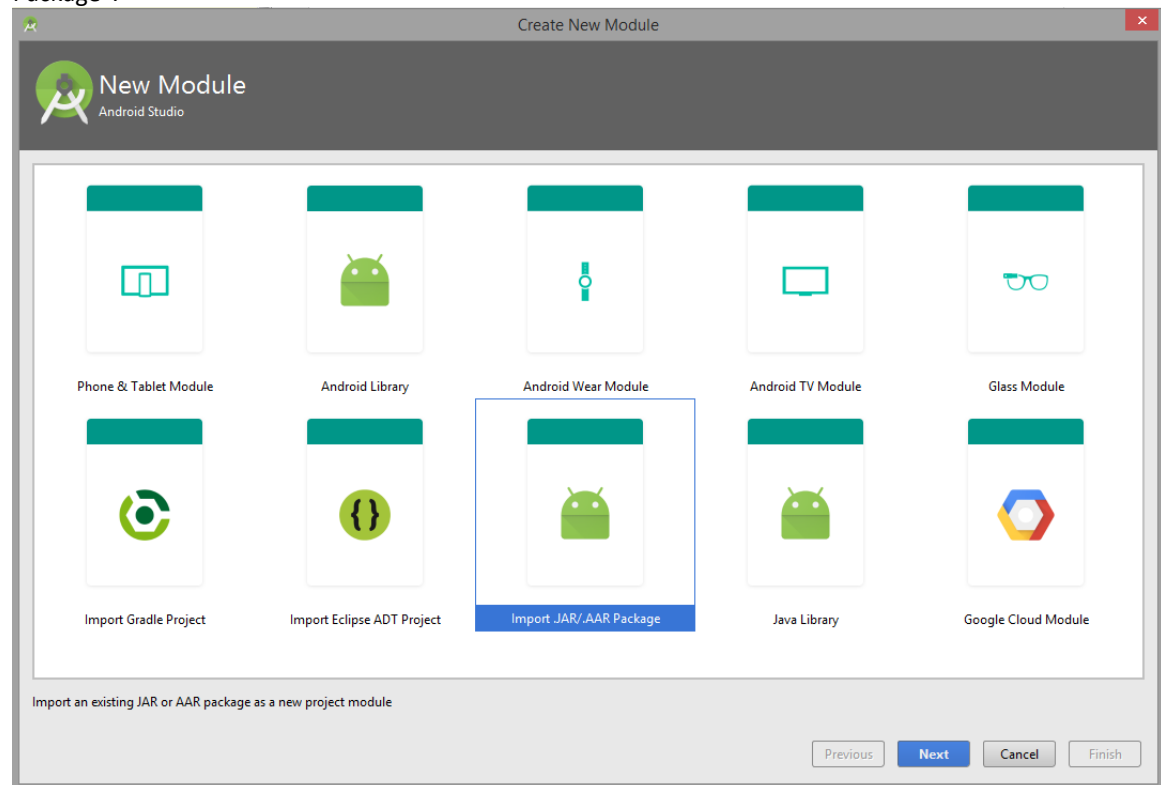 Create New Module
New Module
Android Studio
Phone & Tablet Module
Android Library
Android Wear Module
Android TV Module
Glass Module
Import Gradle Project
Import Eclipse ADT Project
Import .JAR/.AAR Package
Java Library
Google Cloud Module
Import an existing JAR or AAR package as a new project module
Previous
Next
Cancel
Finish